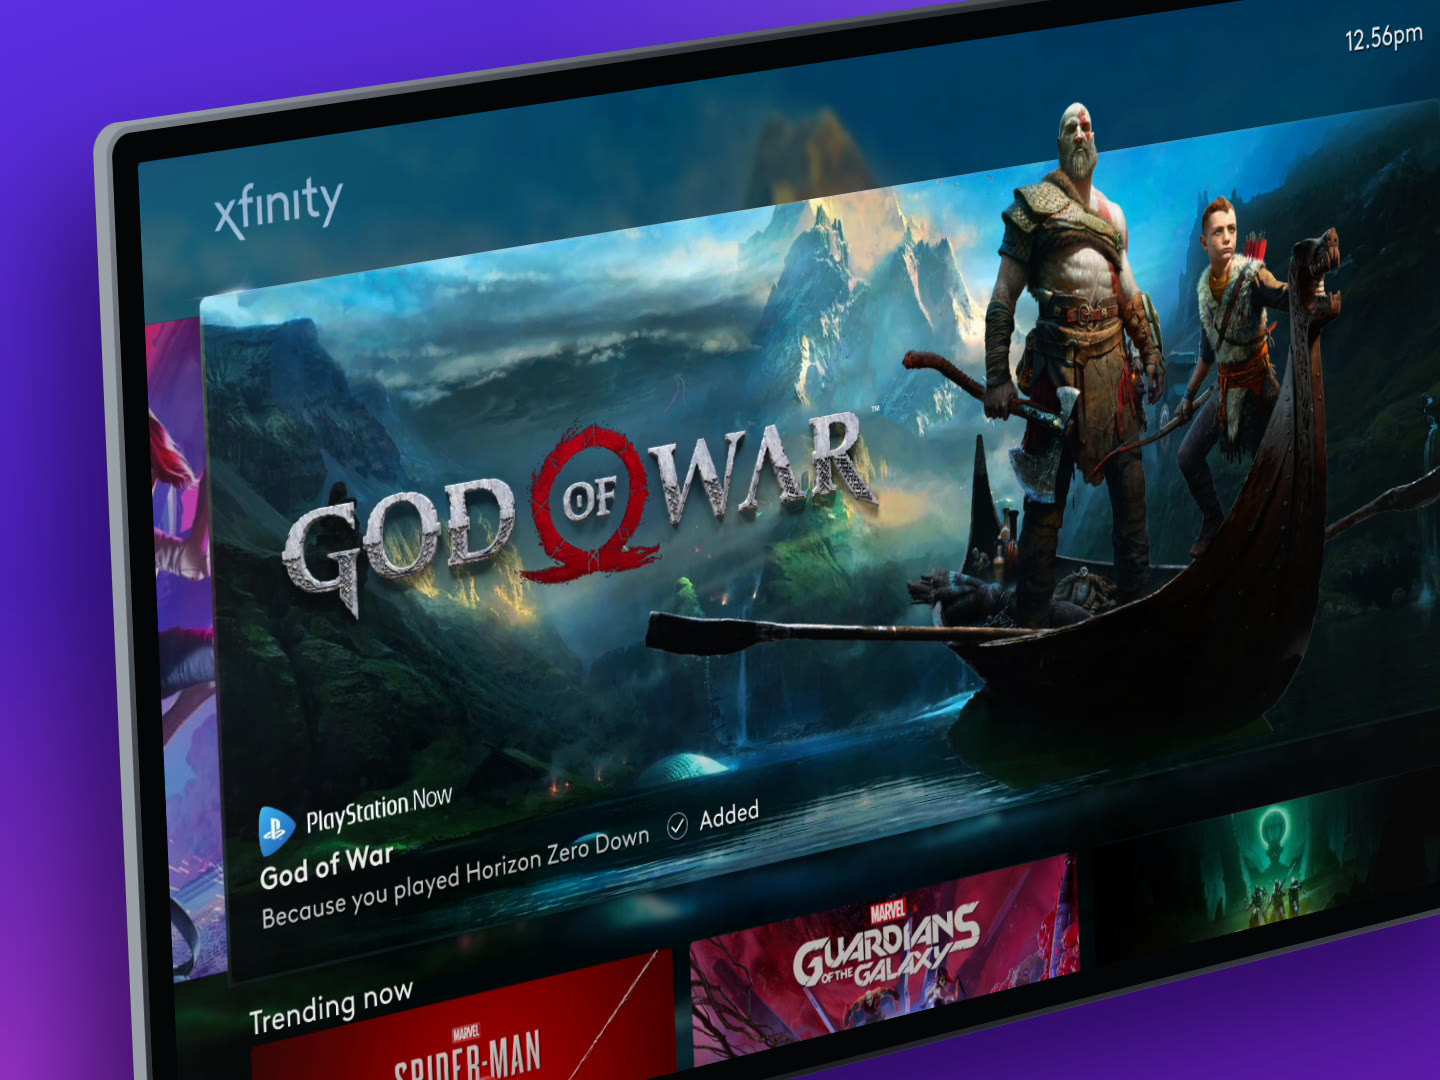 12.56pm
xfinity
GOD OF WAR™
PlayStation Now
God of War
Because you played Horizon Zero Down
Added
Trending now
MARVEL
SPIDER-MAN
MARVEL
GUARDIANS
OF THE GALAXY